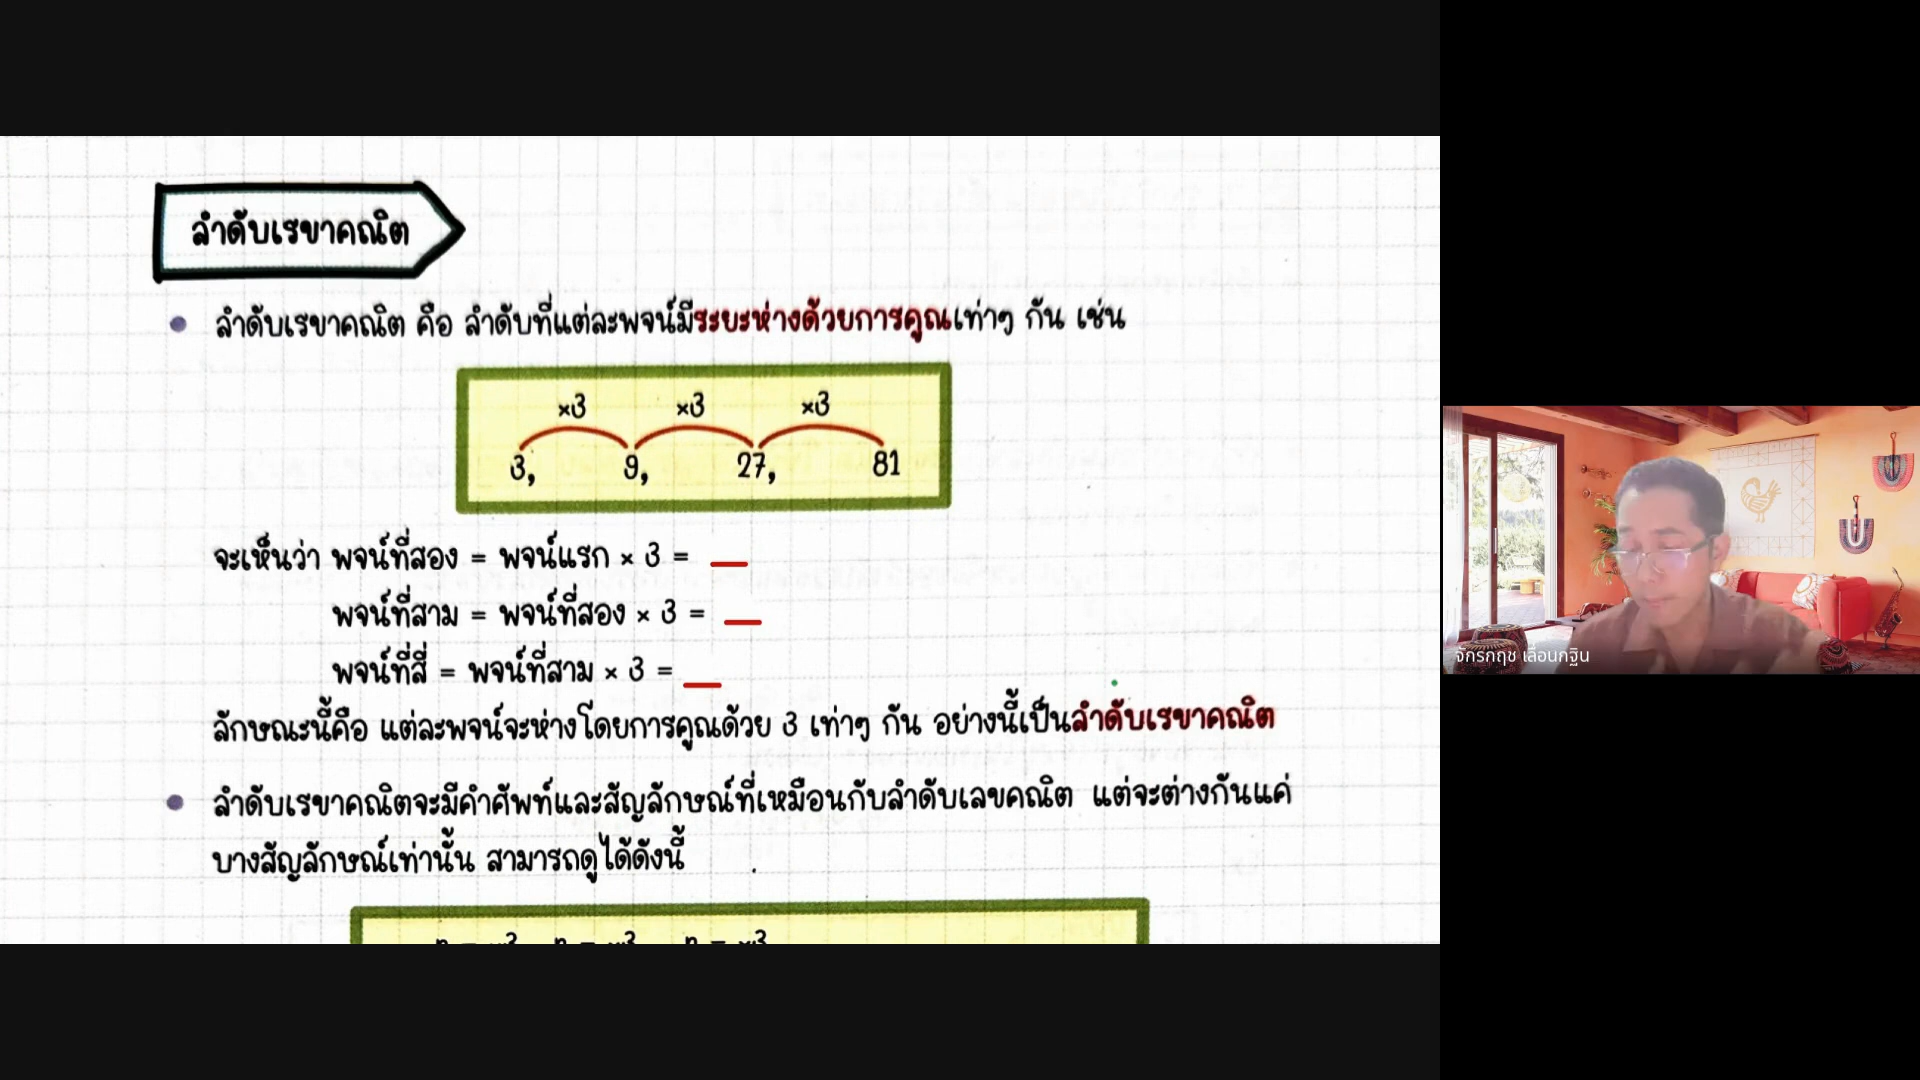 ลำดับเรขาคณิต
ลำดับเรขาคณิต คือ ลำดับที่แต่ละพจน์มีระยะห่างด้วยการคูณเท่าๆ กัน เช่น
×3 ×3 ×3
3, 9, 27, 81
จะเห็นว่า พจน์ที่สอง = พจน์แรก × 3 = __
พจน์ที่สาม = พจน์ที่สอง × 3 = __
พจน์ที่สี่ = พจน์ที่สาม × 3 = __
ลักษณะนี้คือ แต่ละพจน์จะห่างโดยการคูณด้วย 3 เท่าๆ กัน อย่างนี้เป็นลำดับเรขาคณิต
ลำดับเรขาคณิตจะมีคำศัพท์และสัญลักษณ์ที่เหมือนกับลำดับเลขคณิต แต่จะต่างกันแค่
บางสัญลักษณ์เท่านั้น สามารถดูได้ดังนี้
จักรกฤช เลื่อนกฐิน